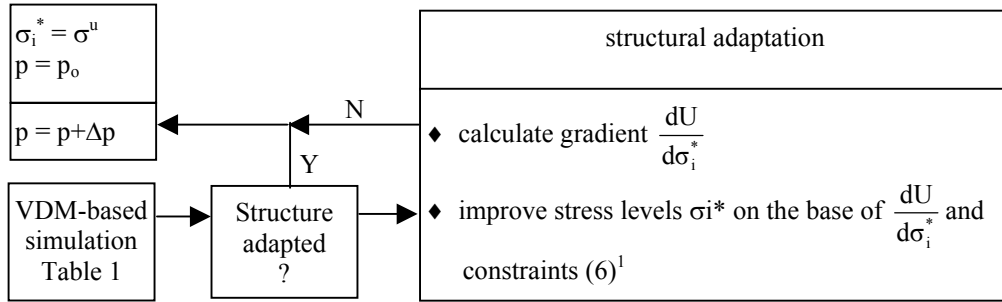 σᵢ* = σᵘ
p = pₒ
p = p+Δp
structural adaptation
N
♦ calculate gradient dU/dσᵢ*
Y
VDM-based
simulation
Table 1
Structure
adapted
?
♦ improve stress levels σi* on the base of dU/dσᵢ* and
constraints (6)¹